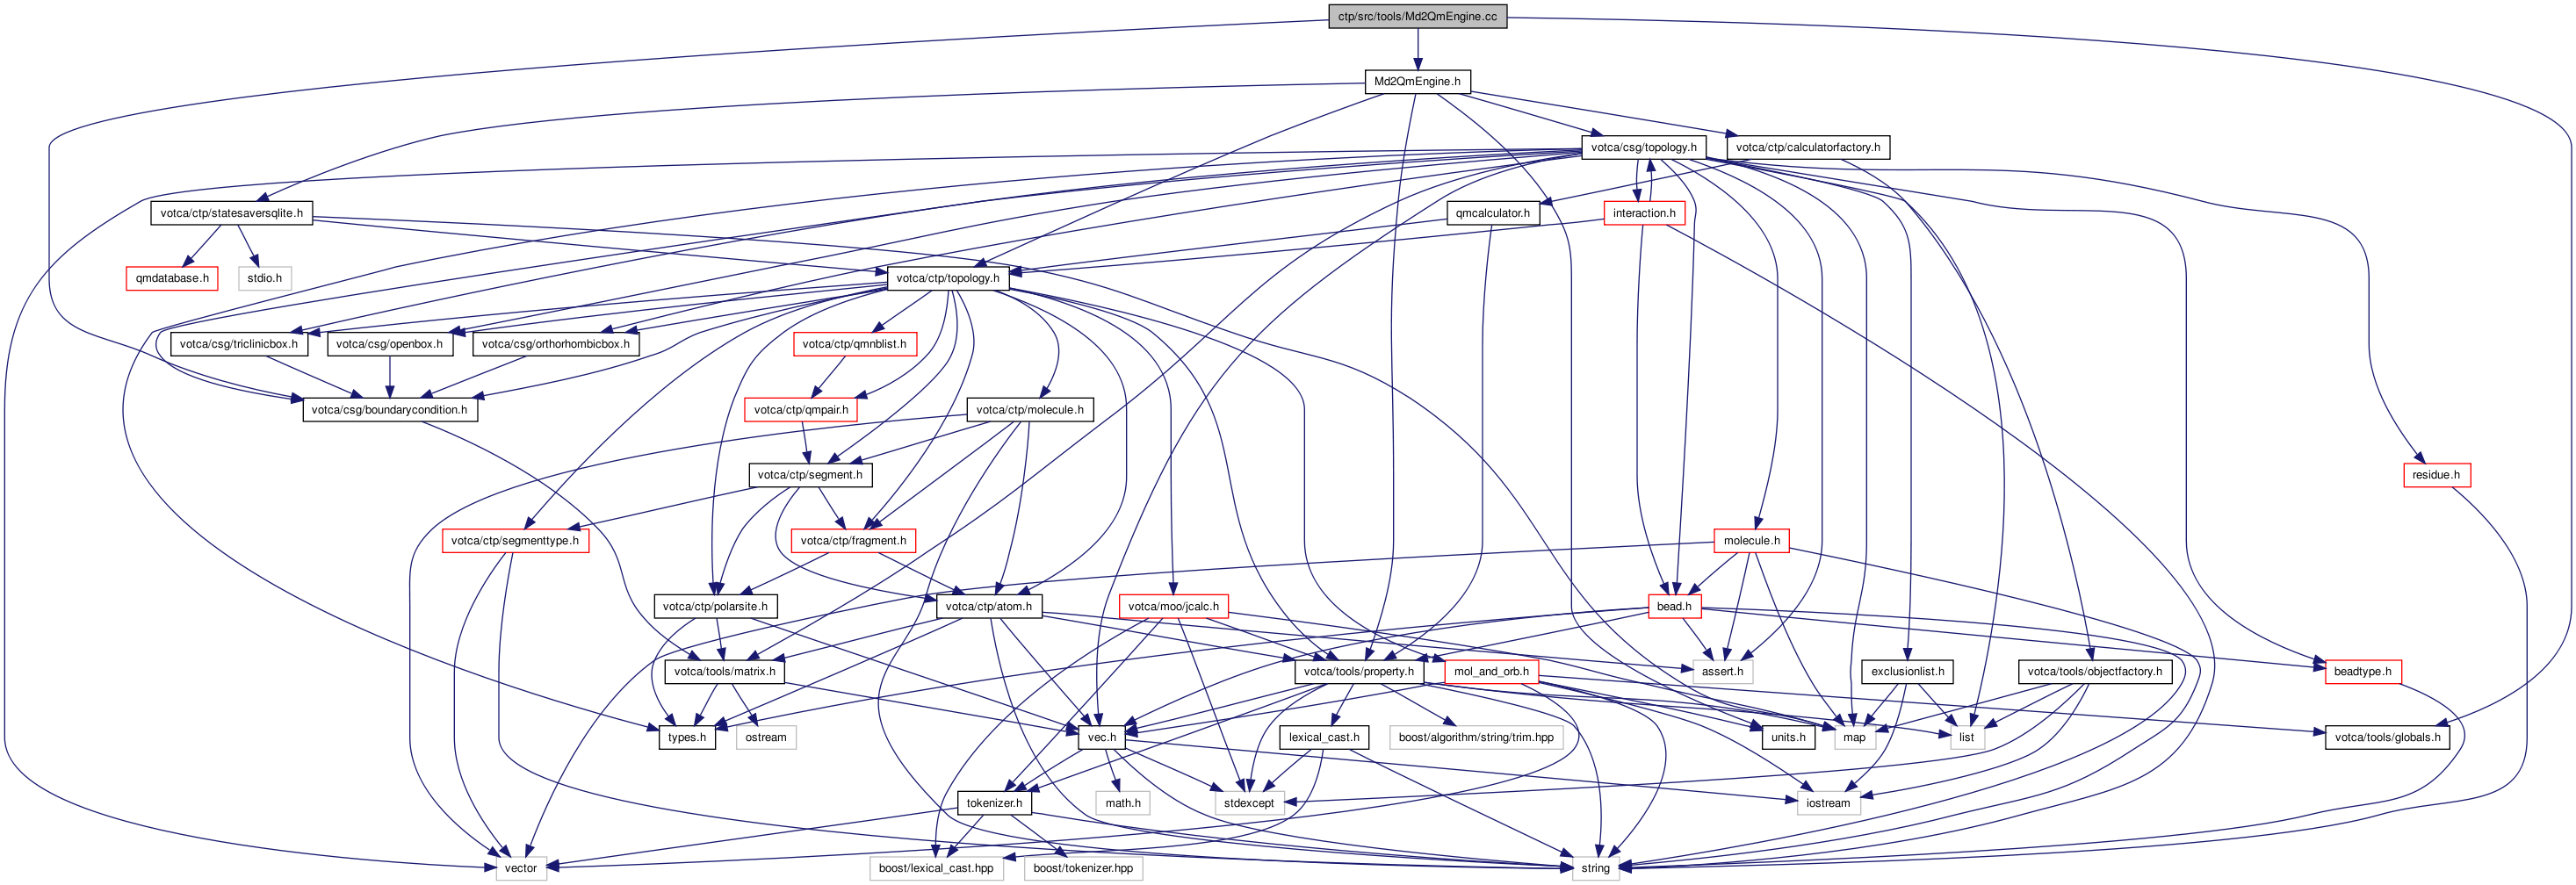 ctp/src/tools/Md2QmEngine.cc
Md2QmEngine.h
votca/csg/topology.h
votca/ctp/calculatorfactory.h
votca/ctp/statesaversqlite.h
qmcalculator.h
interaction.h
qmdatabase.h
stdio.h
votca/ctp/topology.h
votca/csg/triclinicbox.h
votca/csg/openbox.h
votca/csg/orthorhombicbox.h
votca/ctp/qmnblist.h
votca/csg/boundarycondition.h
votca/ctp/qmpair.h
votca/ctp/molecule.h
votca/ctp/segment.h
residue.h
votca/ctp/segmenttype.h
votca/ctp/fragment.h
molecule.h
votca/ctp/polarsite.h
votca/ctp/atom.h
votca/moo/jcalc.h
bead.h
votca/tools/matrix.h
votca/tools/property.h
mol_and_orb.h
assert.h
exclusionlist.h
votca/tools/objectfactory.h
beadtype.h
types.h
ostream
vec.h
lexical_cast.h
boost/algorithm/string/trim.hpp
units.h
map
list
votca/tools/globals.h
tokenizer.h
math.h
stdexcept
iostream
vector
boost/lexical_cast.hpp
boost/tokenizer.hpp
string